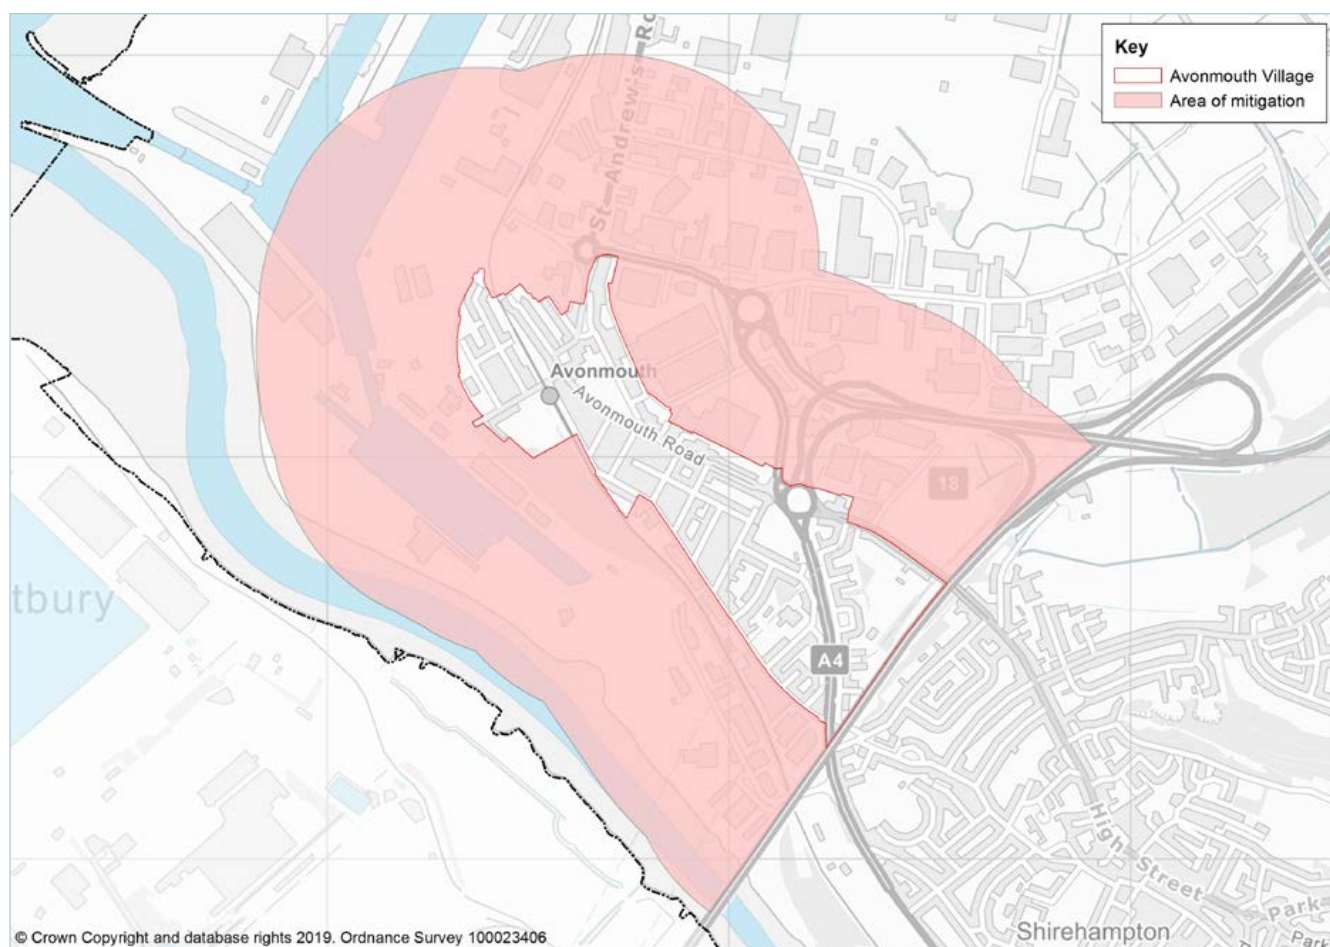 St-Andrew's-Ro
Key
Avonmouth Village
Area of mitigation
Avonmouth
Avonmouth Road
18
tbury
A4
High Street
Park
Par
Shirehampton
© Crown Copyright and database rights 2019. Ordnance Survey 100023406